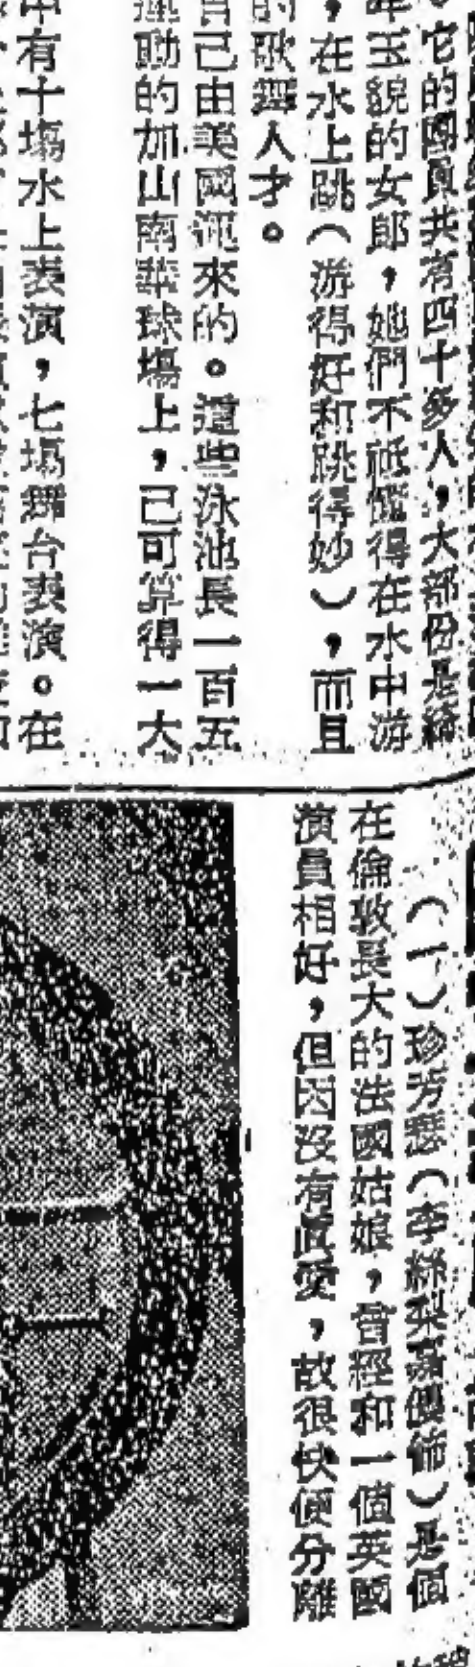 它的團員共有四十多人，大部份是綺
年玉貌的女郎，她們不祇懂得在水中游
，在水上跳（游得好和跳得妙），而且
的歌舞人才。
自己由美國運來的。這些泳池長一百五
運動的加山南華球場上，已可算得一大
中有十場水上表演，七場舞台表演。在
（一）珍芳瑟（李絲梨嘉儂飾）是個
在倫敦長大的法國姑娘，曾經和一個英國
演員相好，但因沒有真愛，故很快便分離